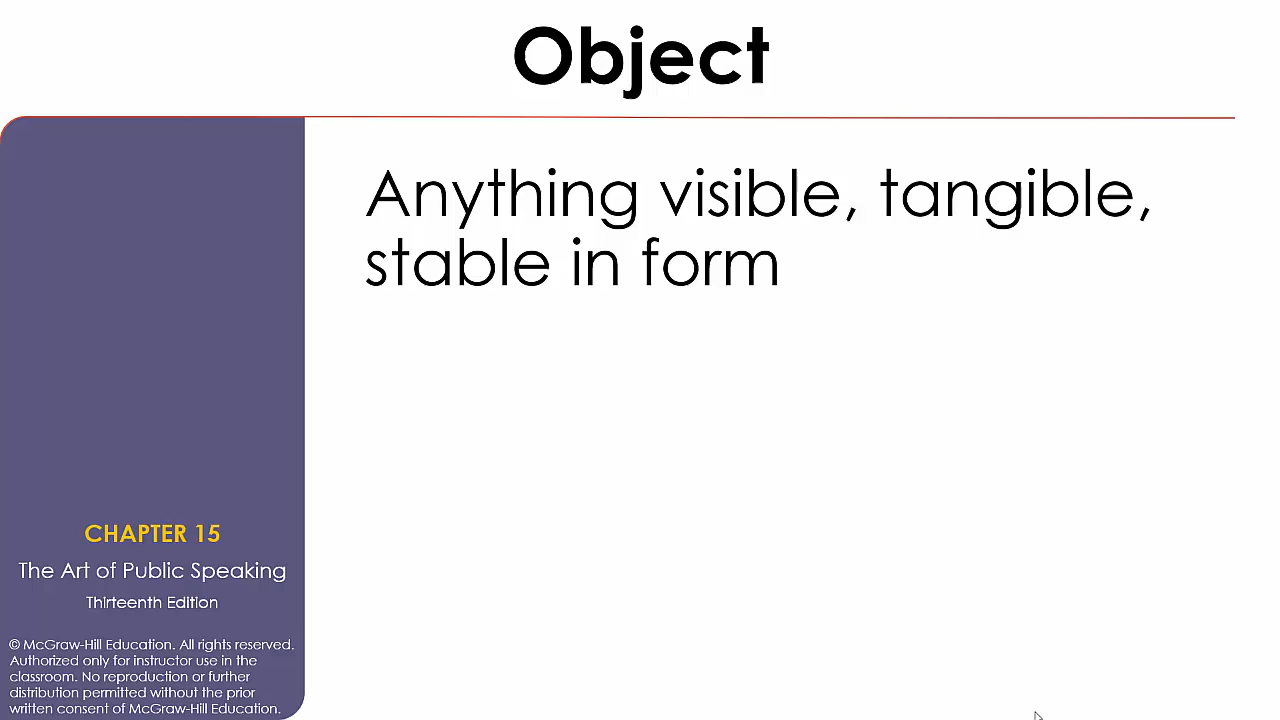 Object
Anything visible, tangible,
stable in form
CHAPTER 15
The Art of Public Speaking
Thirteenth Edition
© McGraw-Hill Education. All rights reserved.
Authorized only for instructor use in the
classroom. No reproduction or further
distribution permitted without the prior
written consent of McGraw-Hill Education.